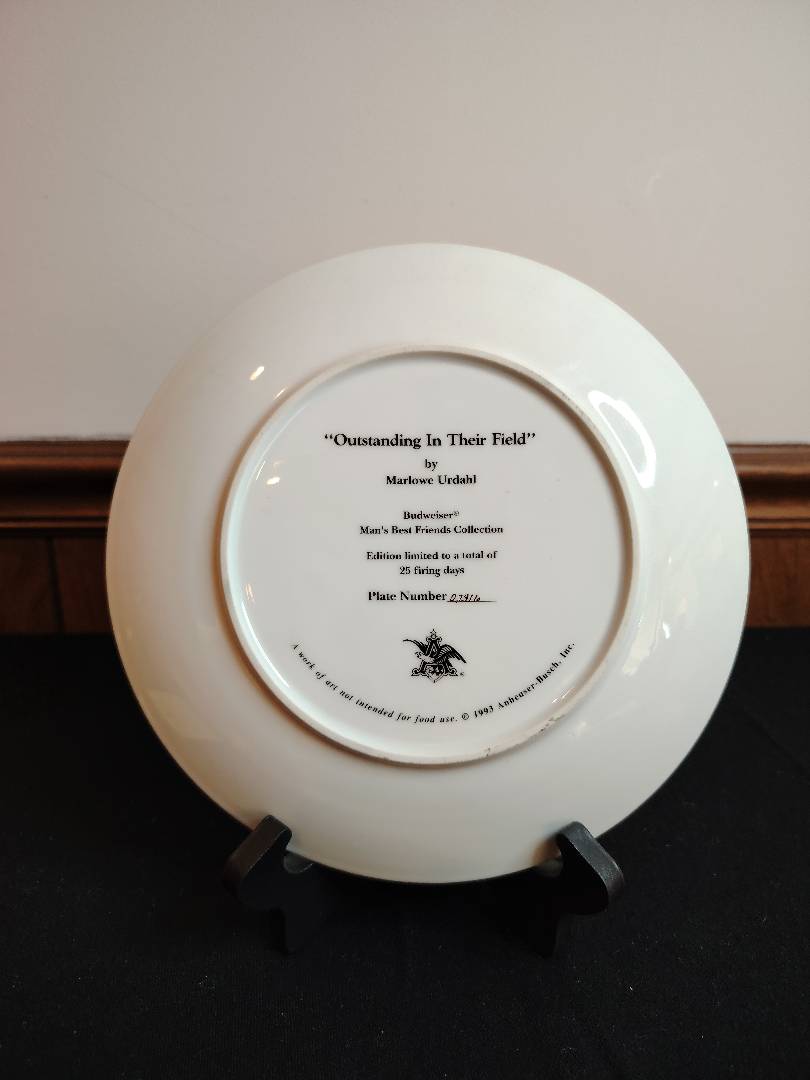 “Outstanding In Their Field”
by
Marlowe Urdahl
Budweiser®
Man's Best Friends Collection
Edition limited to a total of
25 firing days
Plate Number
A work of art not intended for food use. © 1993 Anheuser-Busch, Inc.